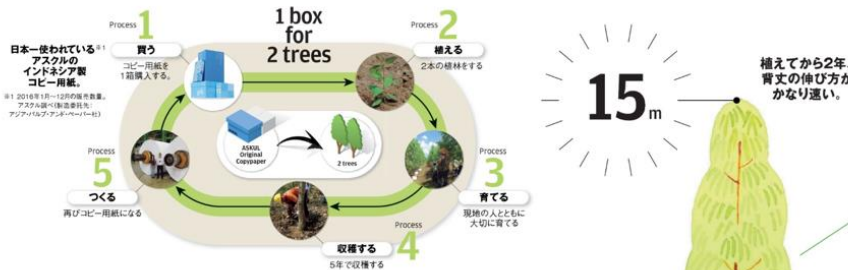 1 box
for
2 trees
日本一使われている※1
アスクルの
インドネシア製
コピー用紙。
※1 2016年1月〜12月の販売数量。
アスクル調べ(製造委託先:
アジア・パルプ・アンド・ペーパー社)
Process
1
買う
コピー用紙を
1箱購入する。
Process
2
植える
2本の植林をする
Process
3
育てる
現地の人とともに
大切に育てる
Process
4
収穫する
5年で収穫する
Process
5
つくる
再びコピー用紙になる
ASKUL
Original
Copypaper
2 trees
15m
植えてから2年。
背丈の伸び方が
かなり速い。